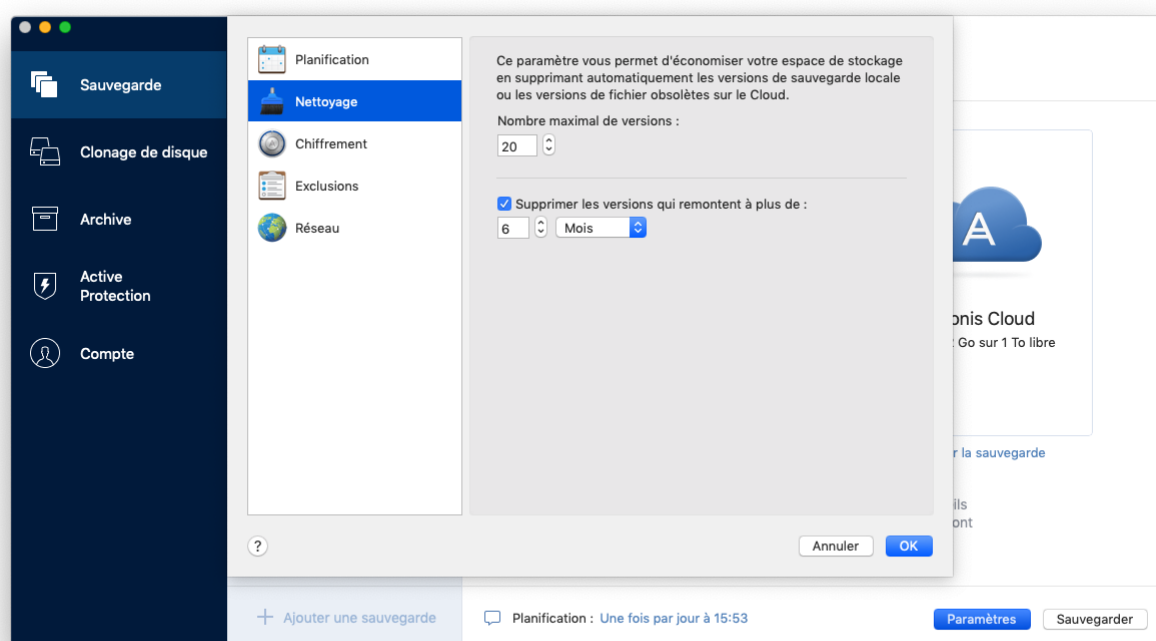 Sauvegarde
Clonage de disque
Archive
Active
Protection
Compte
Planification
Nettoyage
Chiffrement
Exclusions
Réseau
Ce paramètre vous permet d'économiser votre espace de stockage
en supprimant automatiquement les versions de sauvegarde locale
ou les versions de fichier obsolètes sur le Cloud.
Nombre maximal de versions :
20
Supprimer les versions qui remontent à plus de :
6 Mois
?
Annuler OK
A
onis Cloud
Go sur 1 To libre
r la sauvegarde
ils
ont
+ Ajouter une sauvegarde
Planification : Une fois par jour à 15:53
Paramètres Sauvegarder